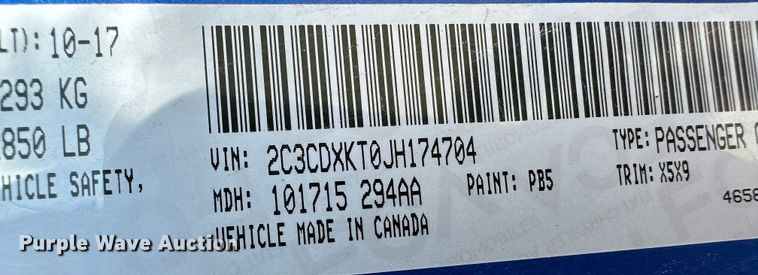 LT): 10-17
293 KG
850 LB
HICLE SAFETY,
VIN: 2C3CDXKT0JH174704
TYPE: PASSENGER
MDH: 101715 294AA
PAINT: PB5
TRIM: X5X9
VEHICLE MADE IN CANADA
4658
Purple Wave Auction